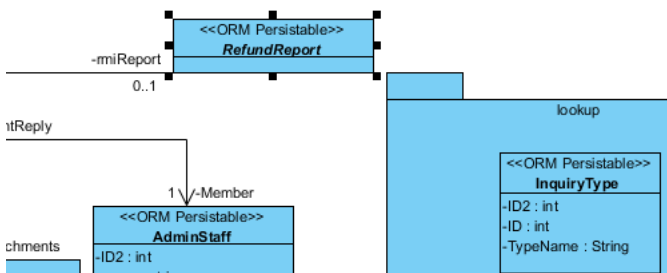 <<ORM Persistable>>
RefundReport
-rmiReport
0..1
lookup
ntReply
<<ORM Persistable>>
InquiryType
-ID2 : int
-ID : int
-TypeName : String
1
-Member
<<ORM Persistable>>
AdminStaff
-ID2 : int
chments